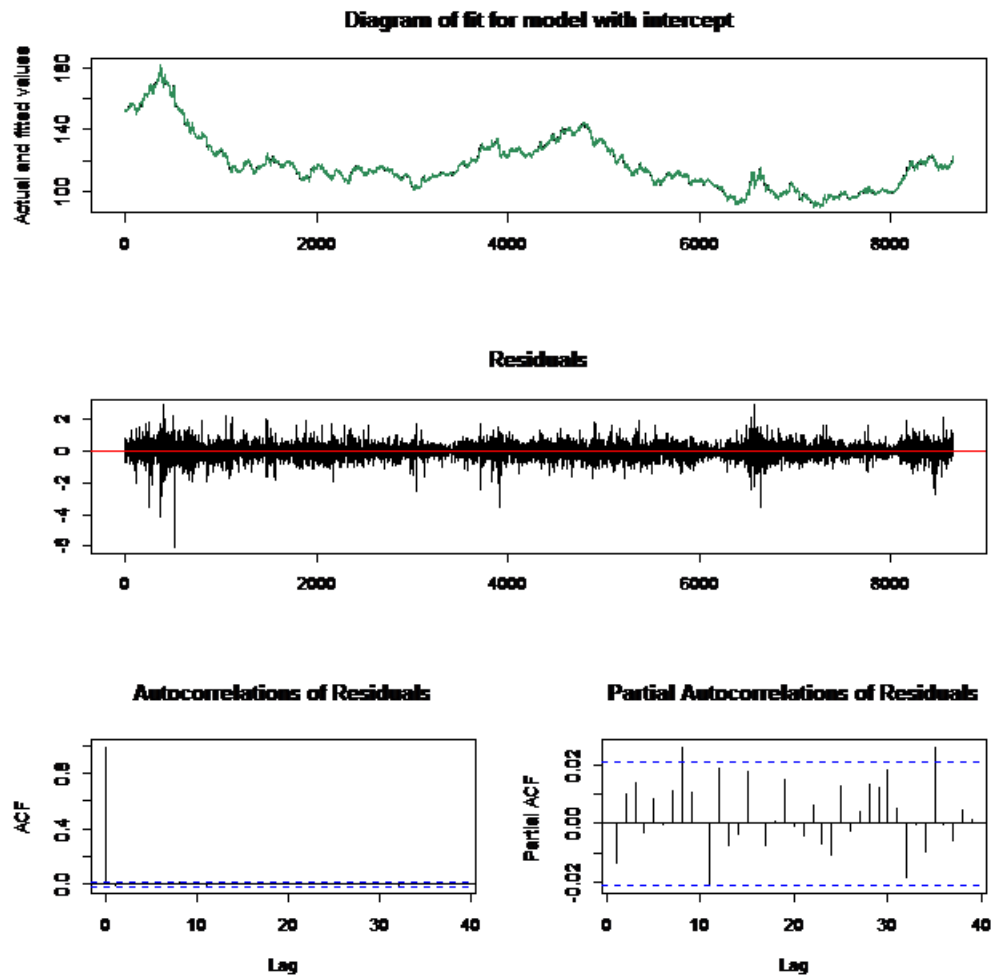 Diagram of fit for model with intercept
Actual and fitted values
180
140
100
0 2000 4000 6000 8000
Residuals
2
0
-2
-4
-6
0 2000 4000 6000 8000
Autocorrelations of Residuals
ACF
0.8
0.4
0.0
0 10 20 30 40
Lag
Partial Autocorrelations of Residuals
Partial ACF
0.02
0.00
-0.02
0 10 20 30 40
Lag